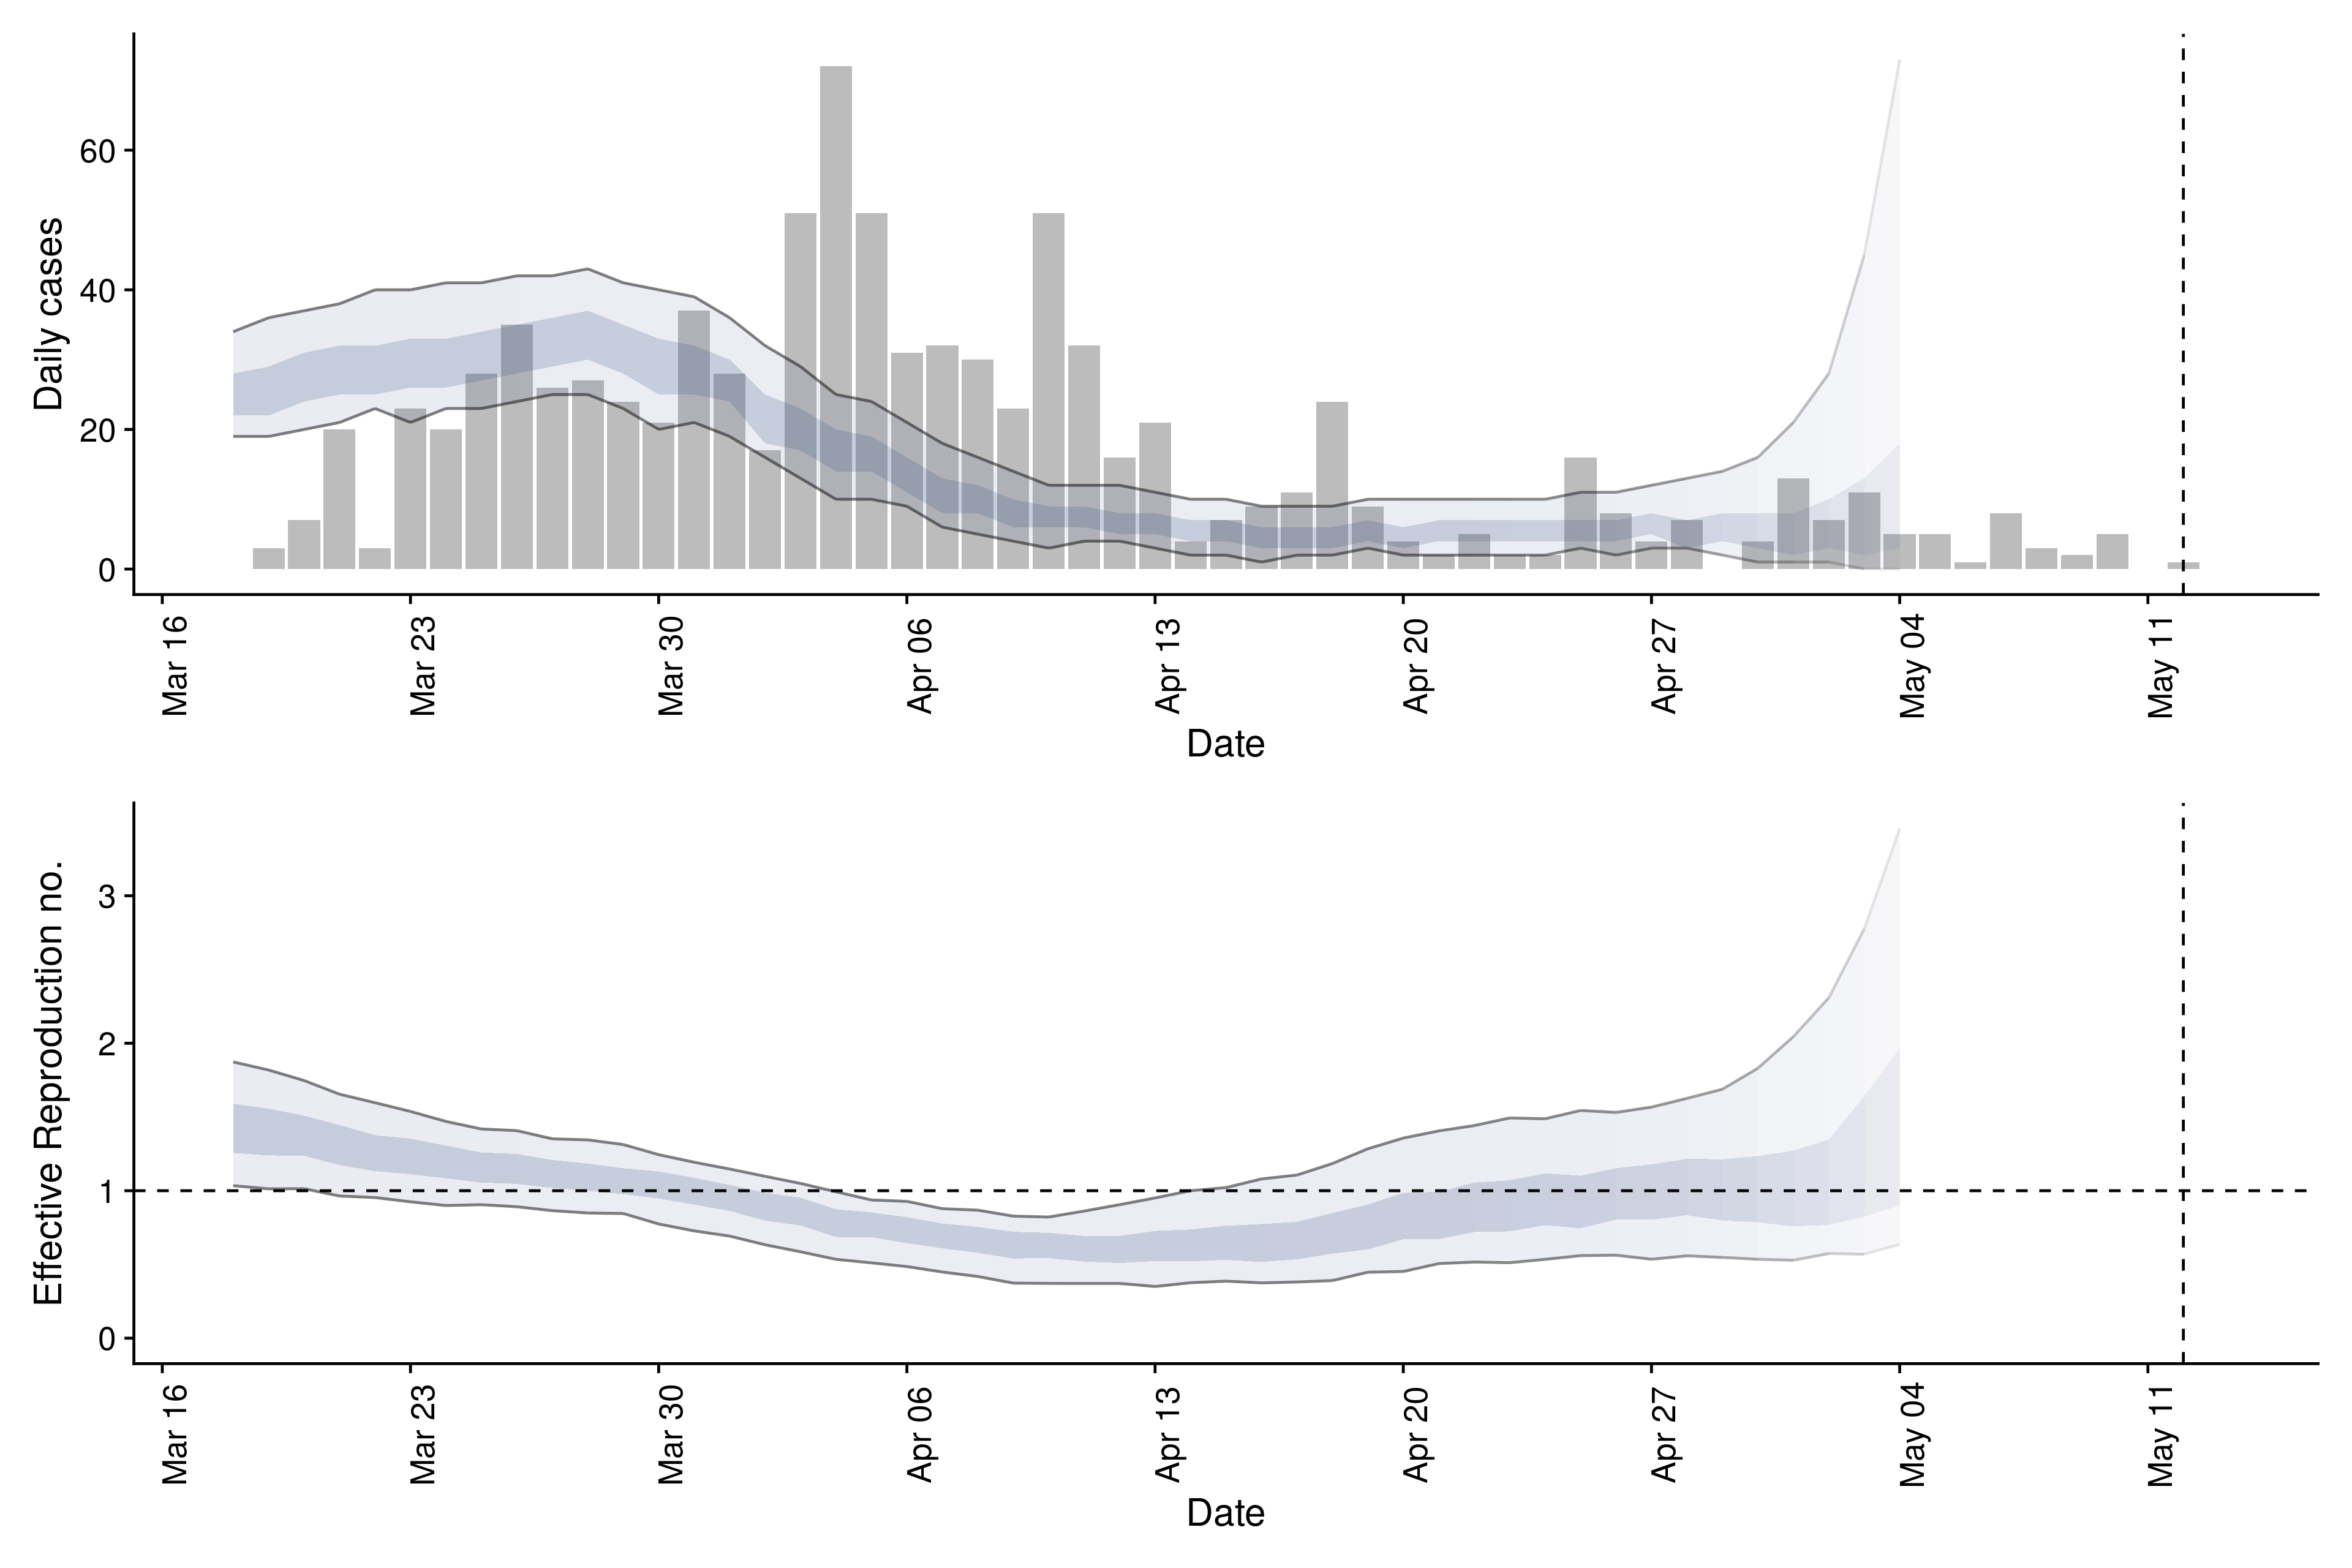 Daily cases
60
40
20
0
Mar 16
Mar 23
Mar 30
Apr 06
Apr 13
Apr 20
Apr 27
May 04
May 11
Date
Effective Reproduction no.
3
2
1
0
Mar 16
Mar 23
Mar 30
Apr 06
Apr 13
Apr 20
Apr 27
May 04
May 11
Date